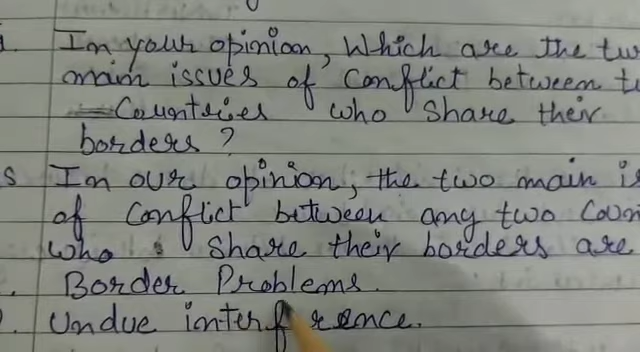 In your opinion, Which are the
main issues of Conflict between
Countries who share their
borders?
In our opinion, the two main
of Conflict between any two
who share their borders are
Border Problems.
Undue